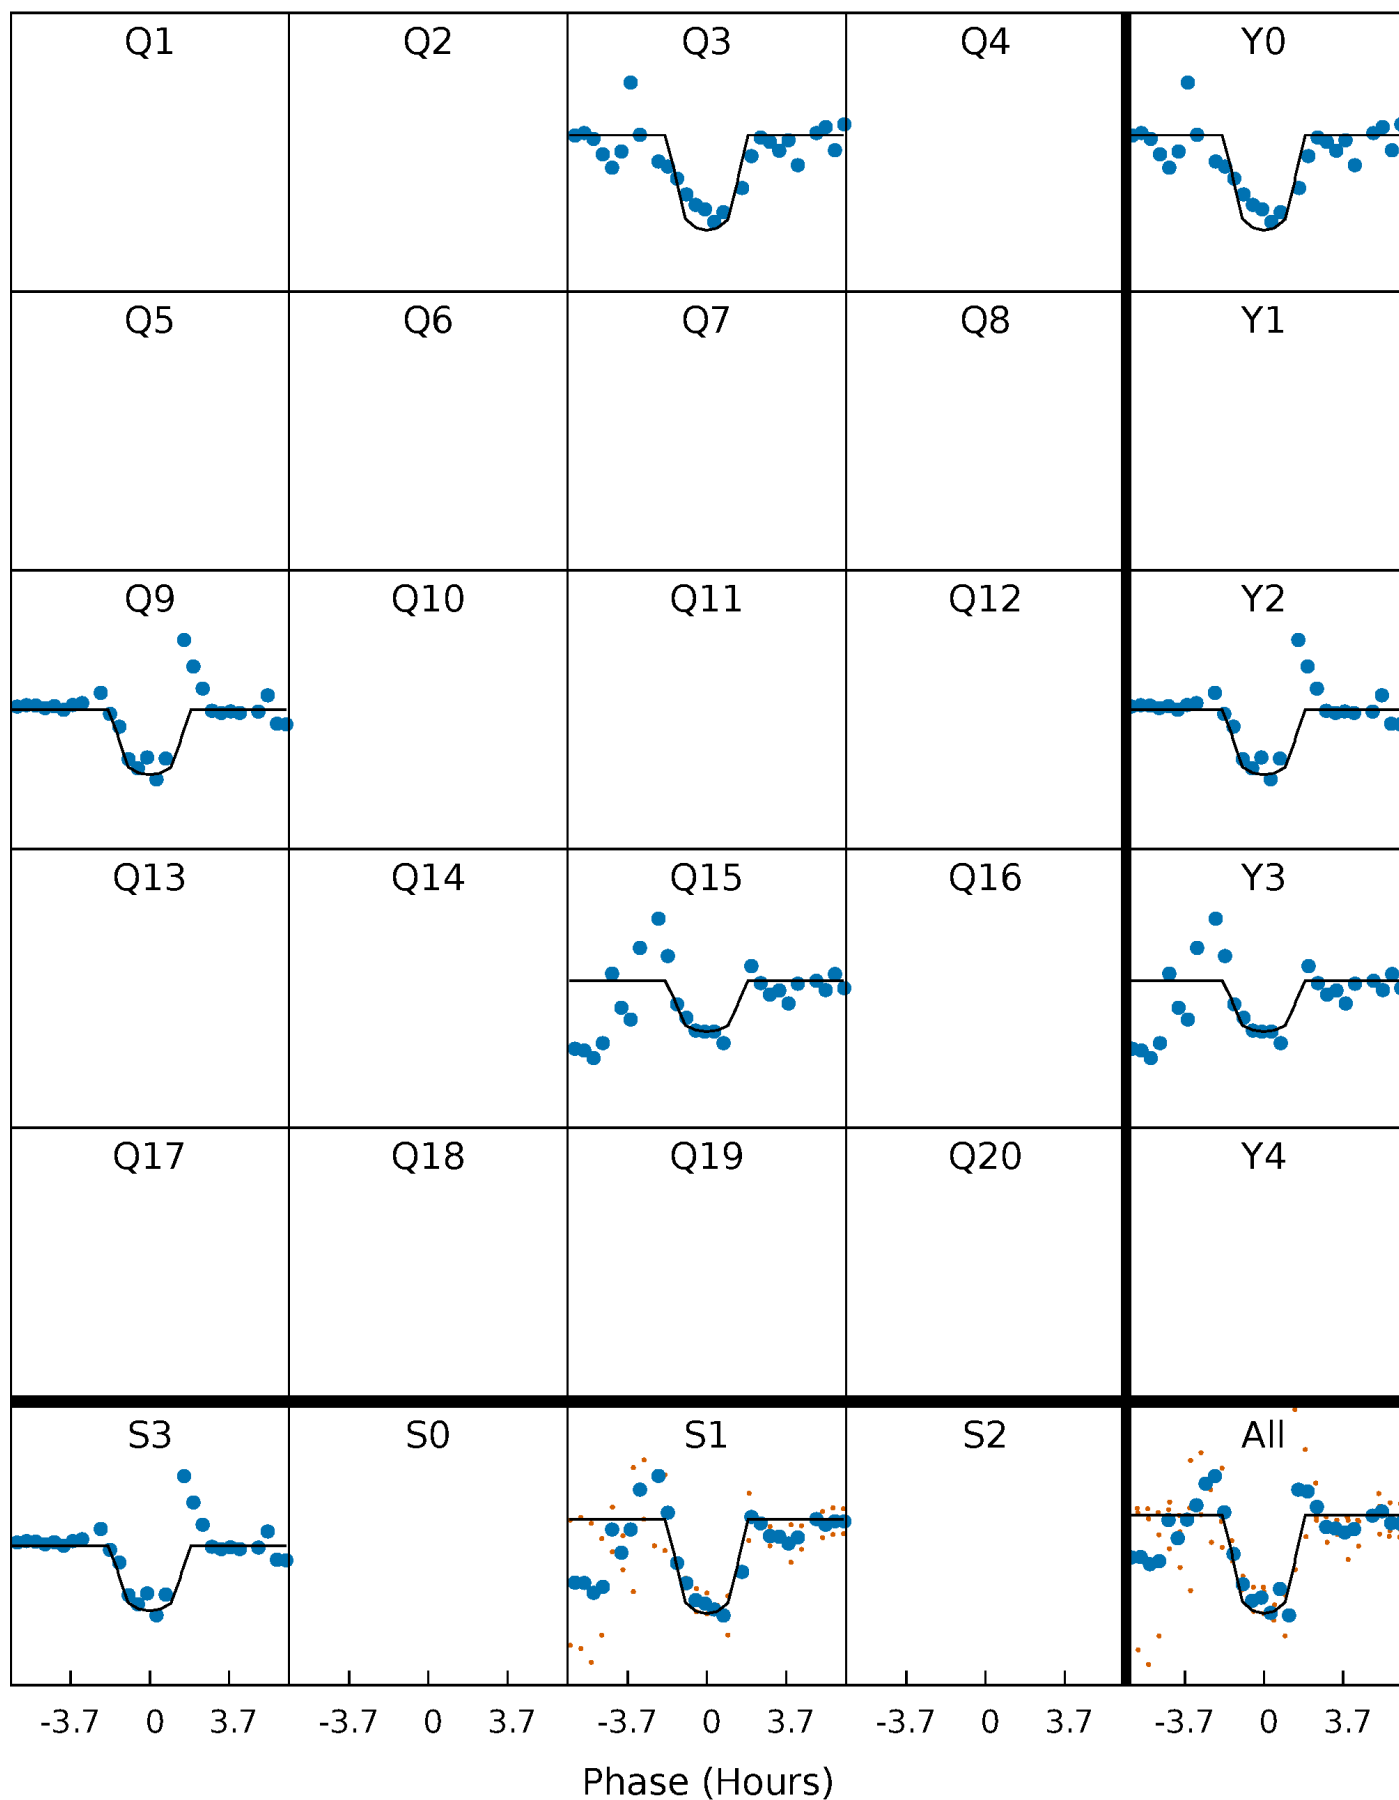 Q1 Q2 Q3 Q4 Y0
Q5 Q6 Q7 Q8 Y1
Q9 Q10 Q11 Q12 Y2
Q13 Q14 Q15 Q16 Y3
Q17 Q18 Q19 Q20 Y4
S3 S0 S1 S2 All
-3.7 0 3.7 -3.7 0 3.7 -3.7 0 3.7 -3.7 0 3.7 -3.7 0 3.7
Phase (Hours)